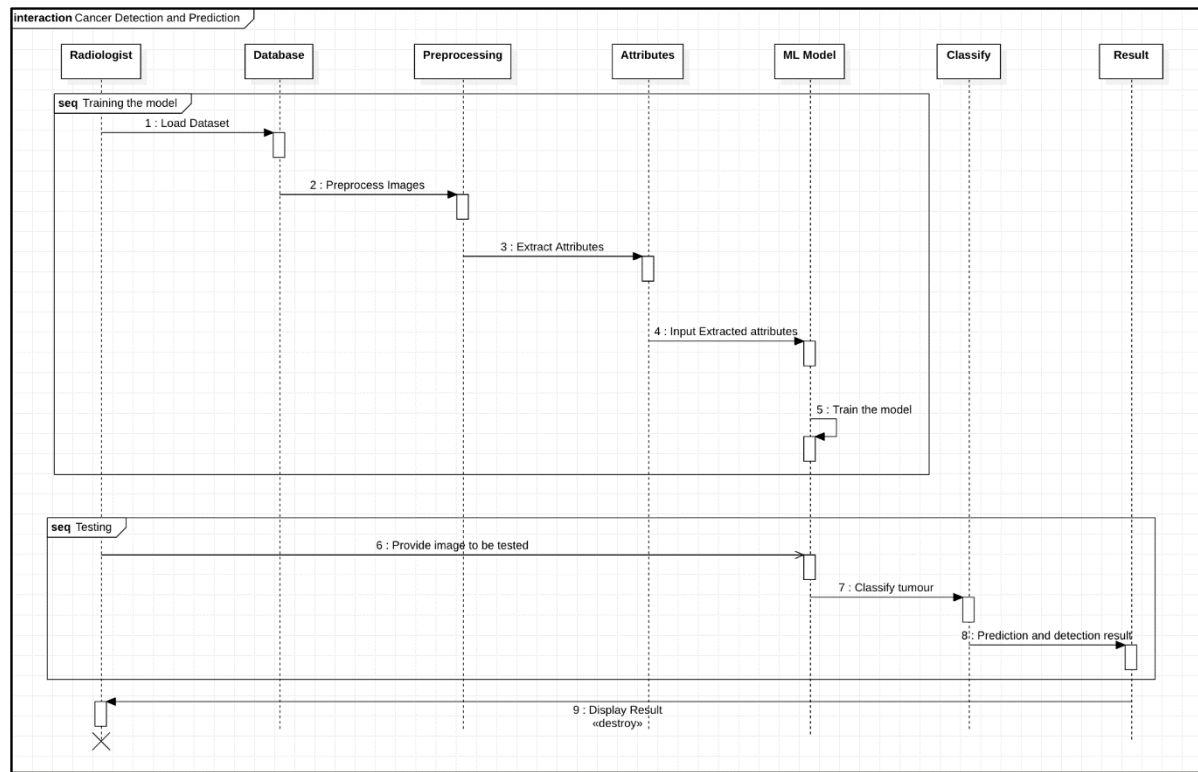 interaction Cancer Detection and Prediction
Radiologist
Database
Preprocessing
Attributes
ML Model
Classify
Result
seq Training the model
1 : Load Dataset
2 : Preprocess Images
3 : Extract Attributes
4 : Input Extracted attributes
5 : Train the model
seq Testing
6 : Provide image to be tested
7 : Classify tumour
8 : Prediction and detection result
9 : Display Result
«destroy»